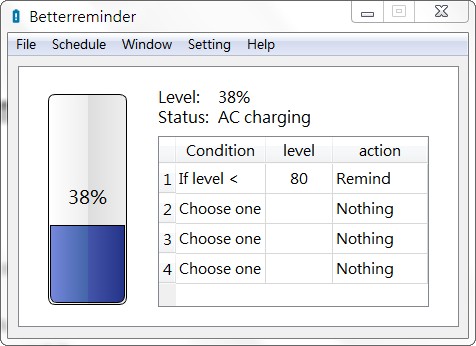 Betterreminder
File Schedule Window Setting Help
Level: 38%
Status: AC charging
38%
Condition level action
1 If level < 80 Remind
2 Choose one Nothing
3 Choose one Nothing
4 Choose one Nothing